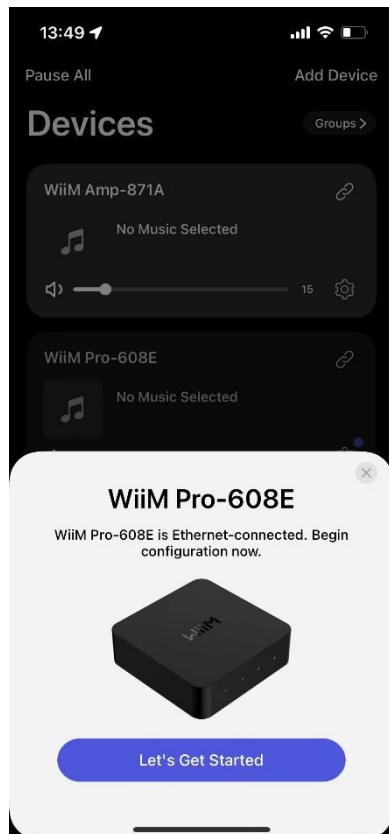 13:49
Pause All
Add Device
Devices
Groups >
WiiM Amp-871A
No Music Selected
15
WiiM Pro-608E
No Music Selected
WiiM Pro-608E
WiiM Pro-608E is Ethernet-connected. Begin
configuration now.
WiiM
Let's Get Started